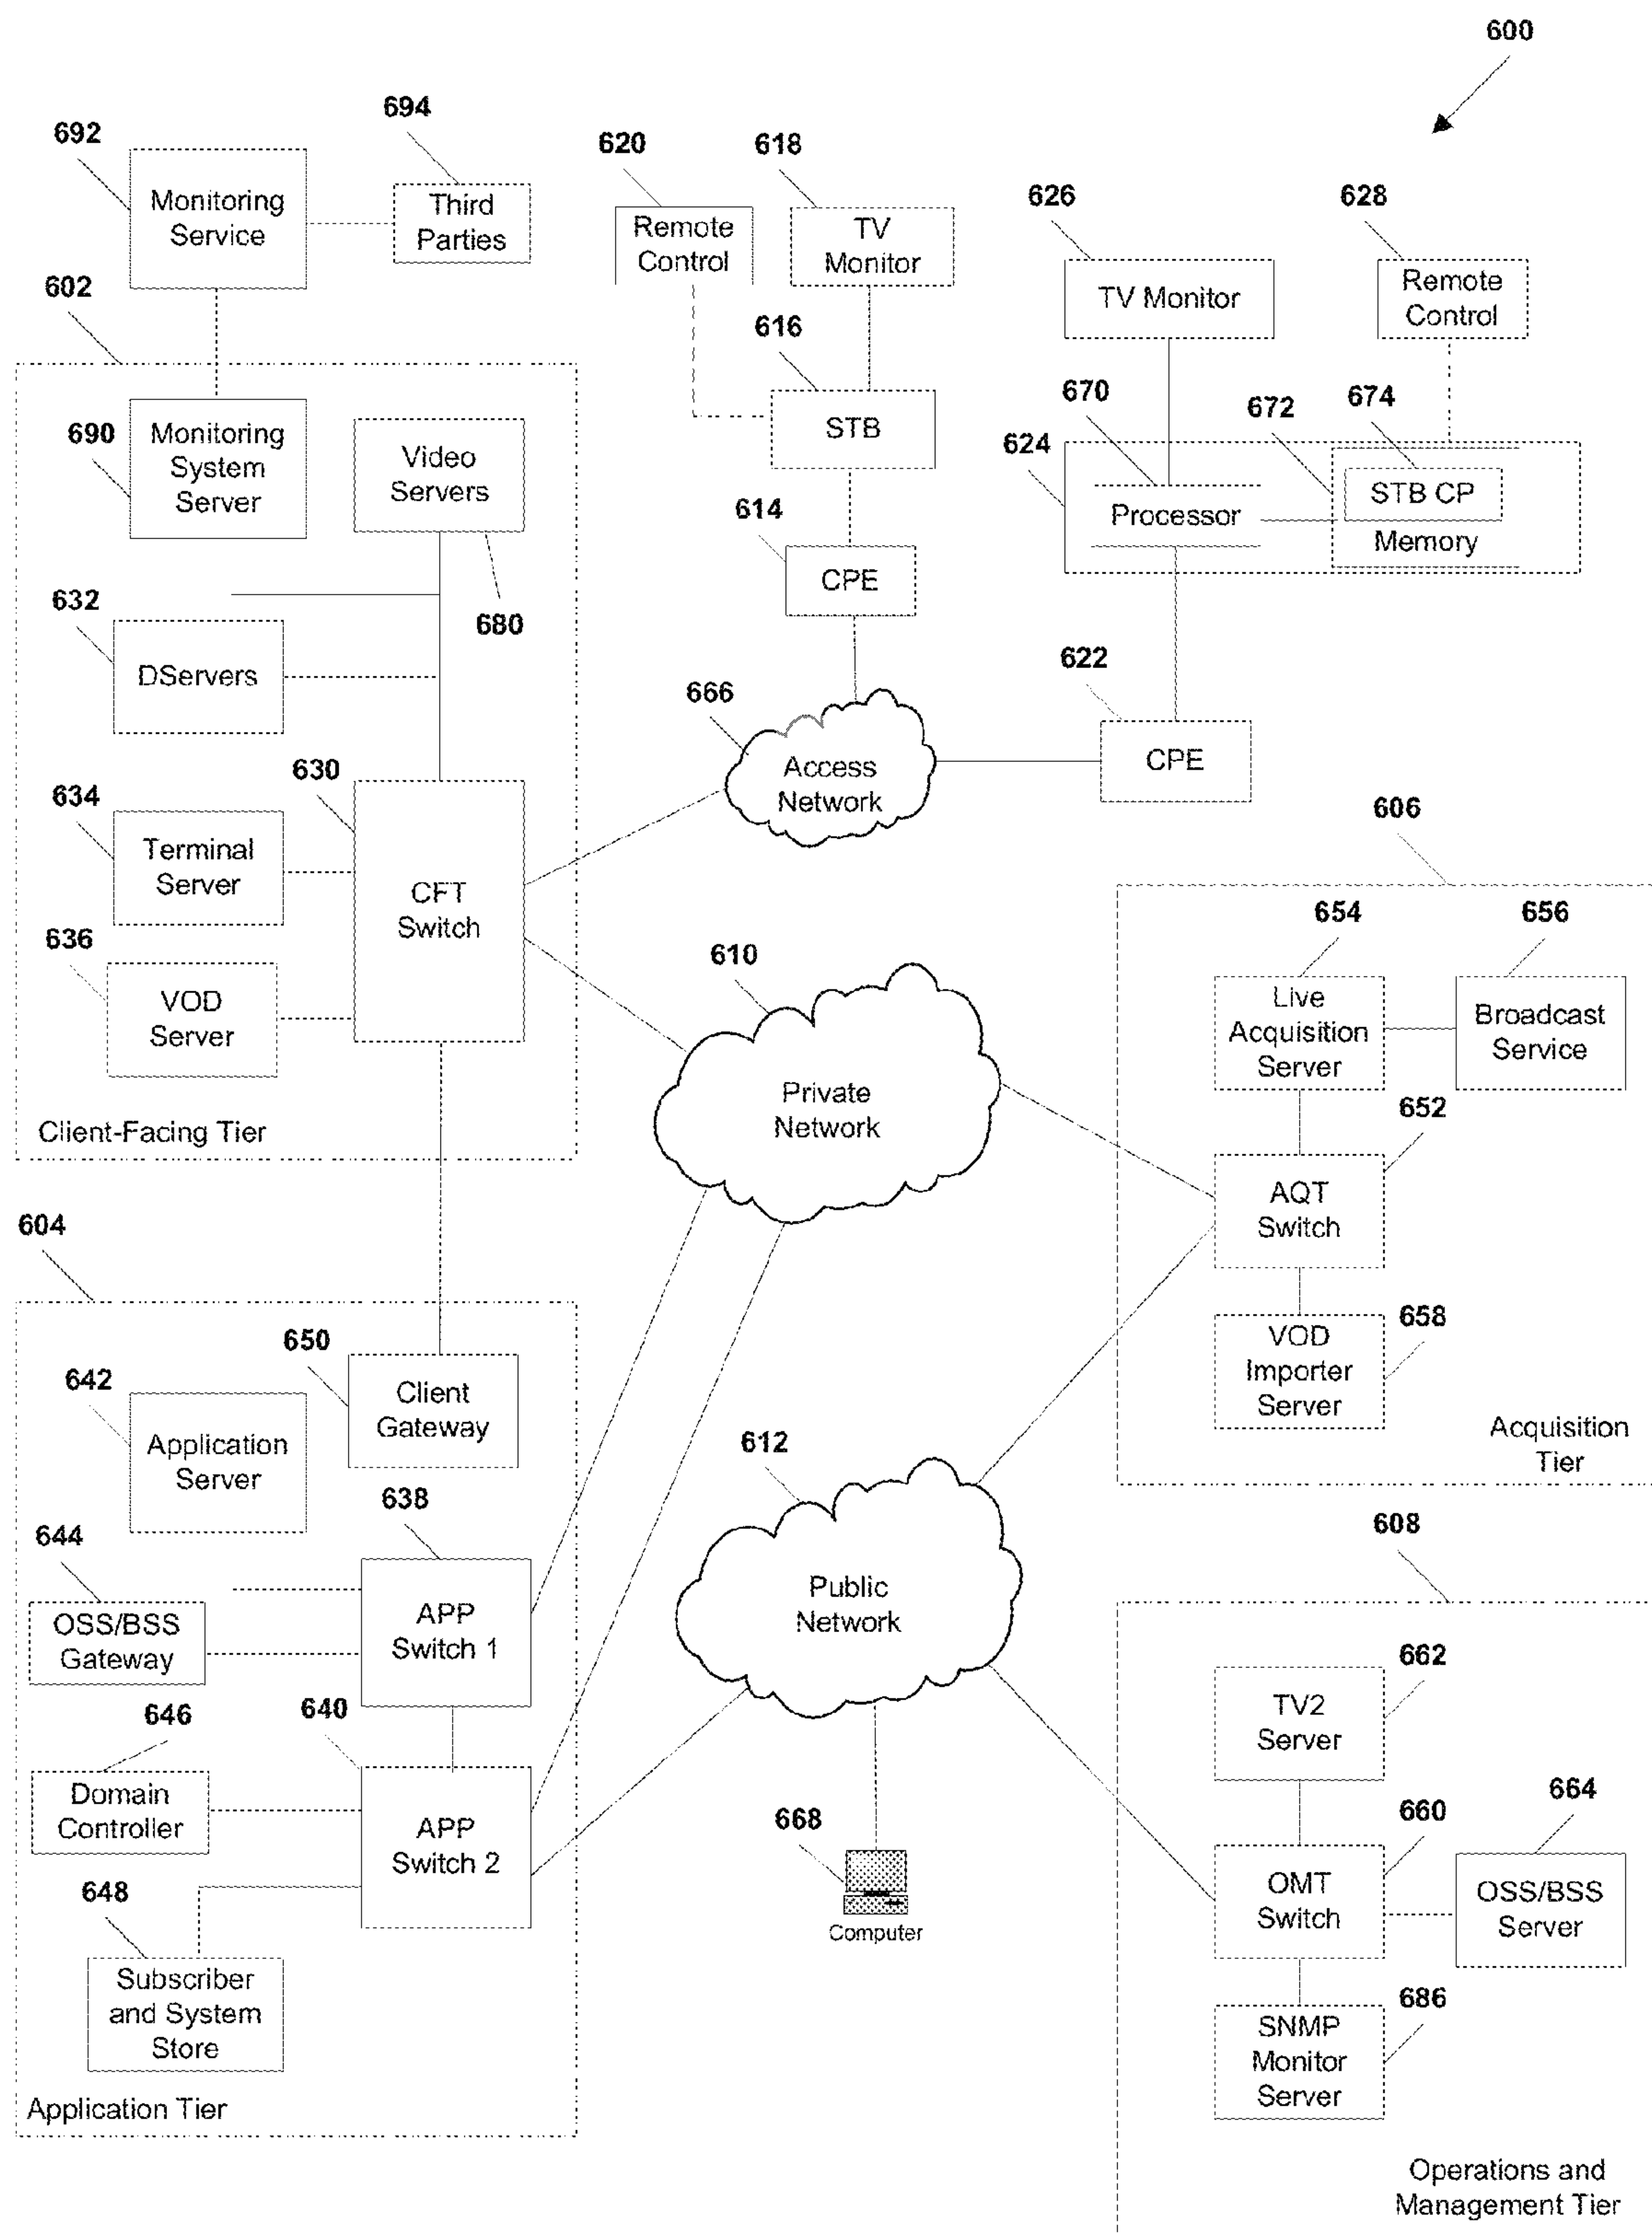 600
694
692
Monitoring
Service
Third
Parties
620
618
Remote
Control
TV
Monitor
626
628
TV Monitor
Remote
Control
602
616
STB
690
Monitoring
System
Server
Video
Servers
680
670
672
674
624
Processor
STB CP
Memory
614
CPE
632
DServers
622
CPE
666
Access
Network
630
CFT
Switch
634
Terminal
Server
636
VOD
Server
Client-Facing Tier
606
654
656
Live
Acquisition
Server
Broadcast
Service
610
Private
Network
652
AQT
Switch
658
VOD
Importer
Server
Acquisition
Tier
604
650
Client
Gateway
642
Application
Server
638
APP
Switch 1
644
OSS/BSS
Gateway
646
Domain
Controller
640
APP
Switch 2
648
Subscriber
and System
Store
Application Tier
612
Public
Network
668
Computer
608
662
TV2
Server
660
OMT
Switch
664
OSS/BSS
Server
686
SNMP
Monitor
Server
Operations and
Management Tier